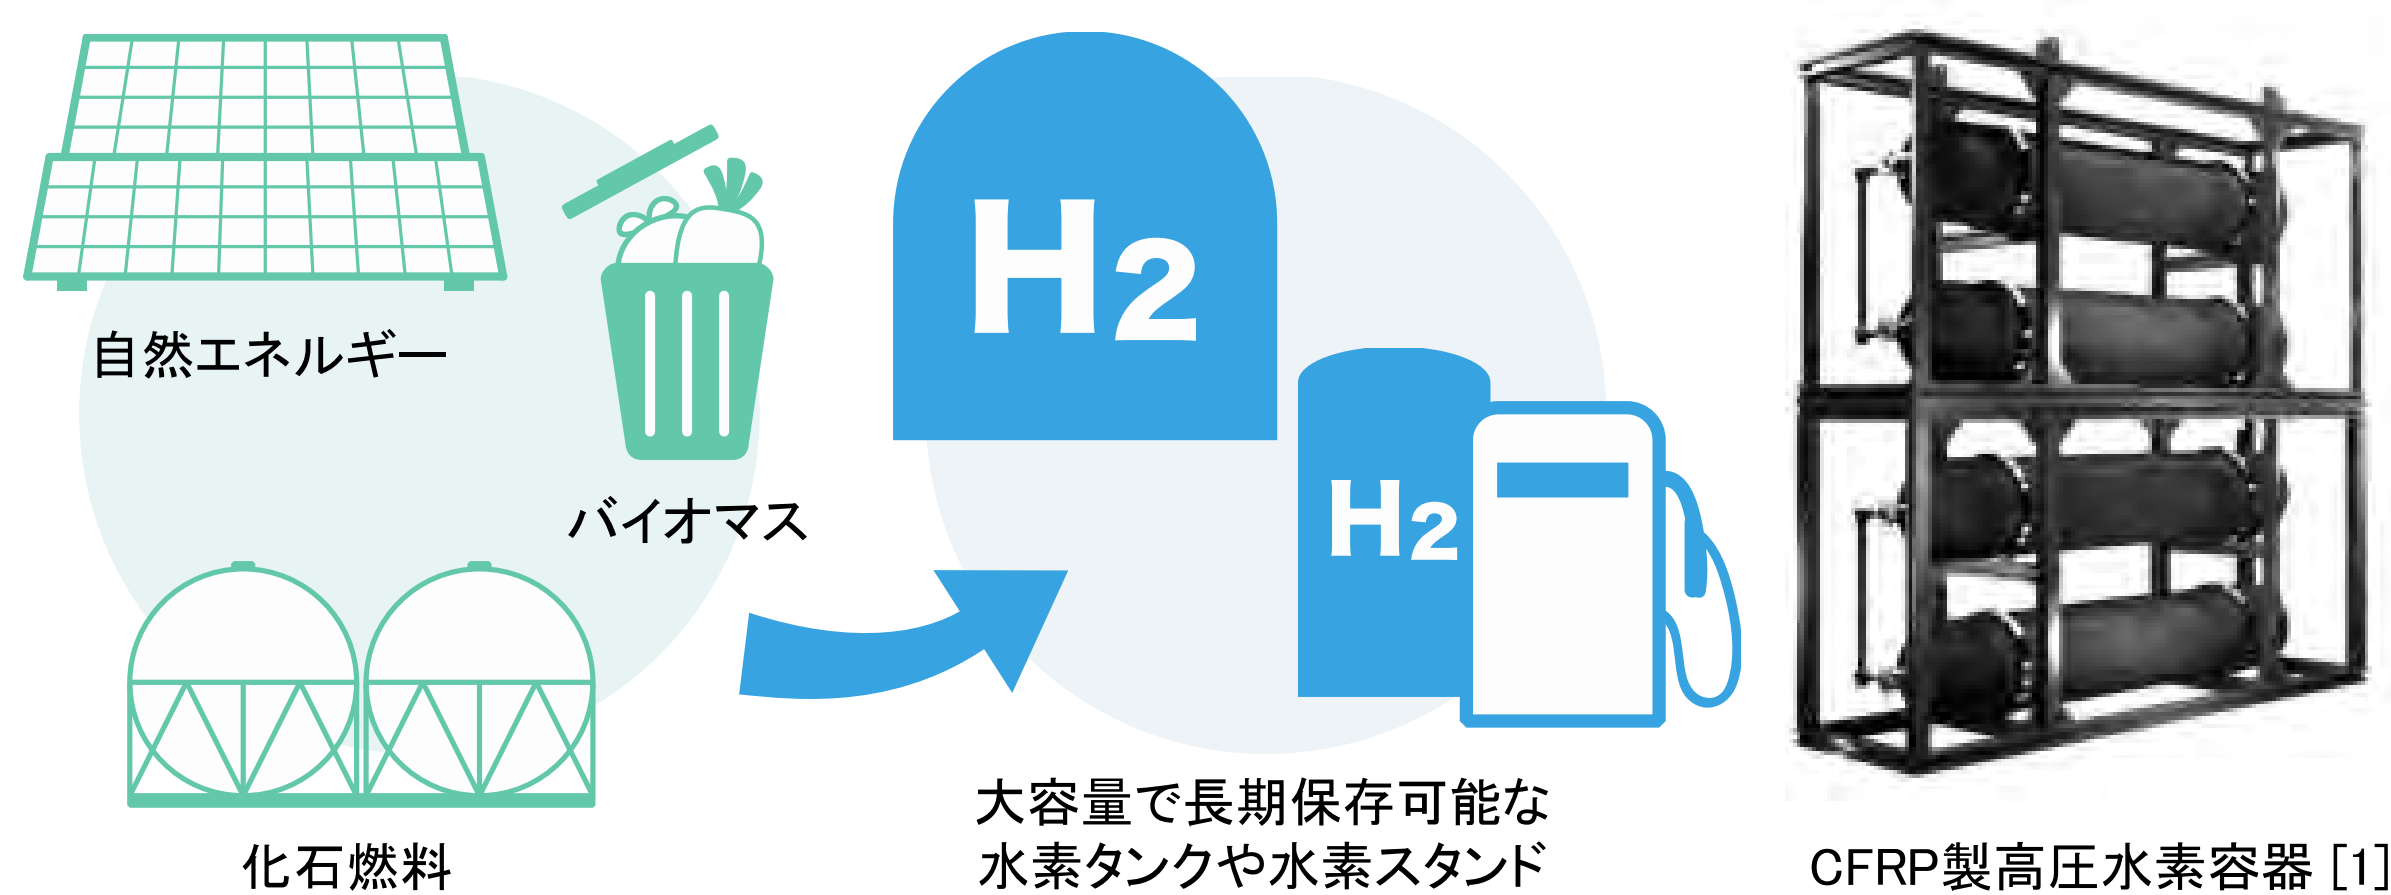 自然エネルギー
バイオマス
化石燃料
H2
H2
大容量で長期保存可能な
水素タンクや水素スタンド
CFRP製高圧水素容器 [1]